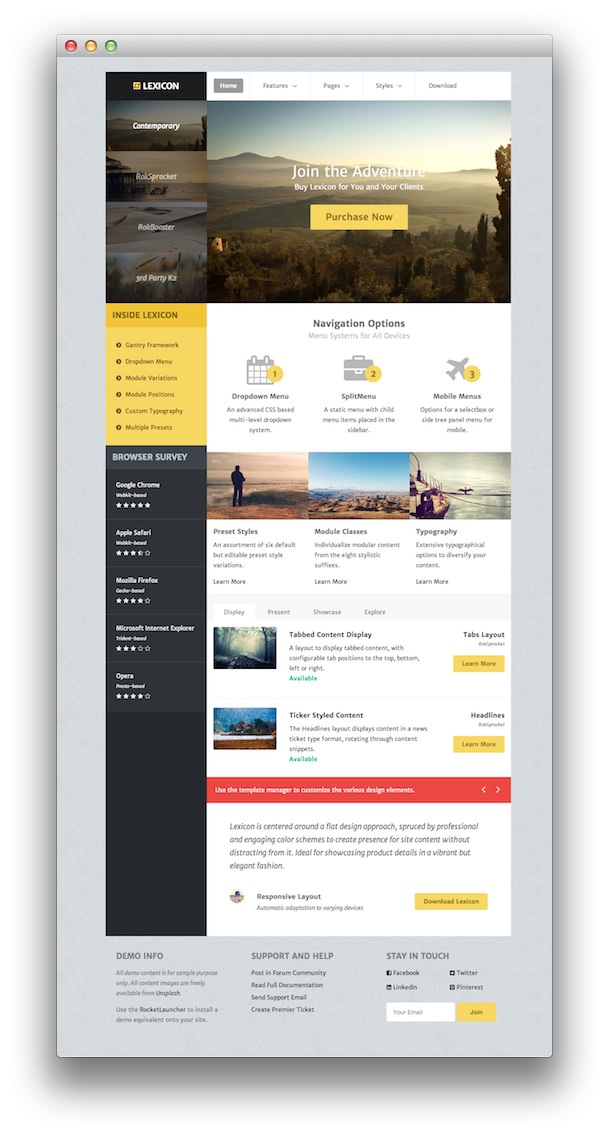 LEXICON
Home
Features
Pages
Styles
Download
Contemporary
RokSprocket
RokBooster
3rd Party K2
Join the Adventure
Buy Lexicon for You and Your Clients
Purchase Now
INSIDE LEXICON
Gantry Framework
Dropdown Menu
Module Variations
Module Positions
Custom Typography
Multiple Presets
BROWSER SURVEY
Google Chrome
Webkit-based
Apple Safari
Webkit-based
Mozilla Firefox
Gecko-based
Microsoft Internet Explorer
Trident-based
Opera
Presto-based
Navigation Options
Menu Systems for All Devices
1
Dropdown Menu
An advanced CSS based
multi-level dropdown
system.
2
SplitMenu
A static menu with child
menu items placed in the
sidebar.
3
Mobile Menus
Options for a selectbox or
side tree panel menu for
mobile.
Preset Styles
An assortment of six default
but editable preset style
variations.
Learn More
Module Classes
Individualize modular content
from the eight stylistic
suffixes.
Learn More
Typography
Extensive typographical
options to diversify your
content.
Learn More
Display
Present
Showcase
Explore
Tabbed Content Display
A layout to display tabbed content, with
configurable tab positions to the top, bottom,
left or right.
Available
Tabs Layout
RokSprocket
Learn More
Ticker Styled Content
The Headlines layout displays content in a news
ticket type format, rotating through content
snippets.
Available
Headlines
RokSprocket
Learn More
Use the template manager to customize the various design elements.
Lexicon is centered around a flat design approach, spruced by professional
and engaging color schemes to create presence for site content without
distracting from it. Ideal for showcasing product details in a vibrant but
elegant fashion.
Responsive Layout
Automatic adaptation to varying devices
Download Lexicon
DEMO INFO
All demo content is for sample purpose
only. All content images are freely
available from Unsplash.
Use the RocketLauncher to install a
demo equivalent onto your site.
SUPPORT AND HELP
Post in Forum Community
Read Full Documentation
Send Support Email
Create Premier Ticket
STAY IN TOUCH
Facebook
Twitter
LinkedIn
Pinterest
Your Email
Join